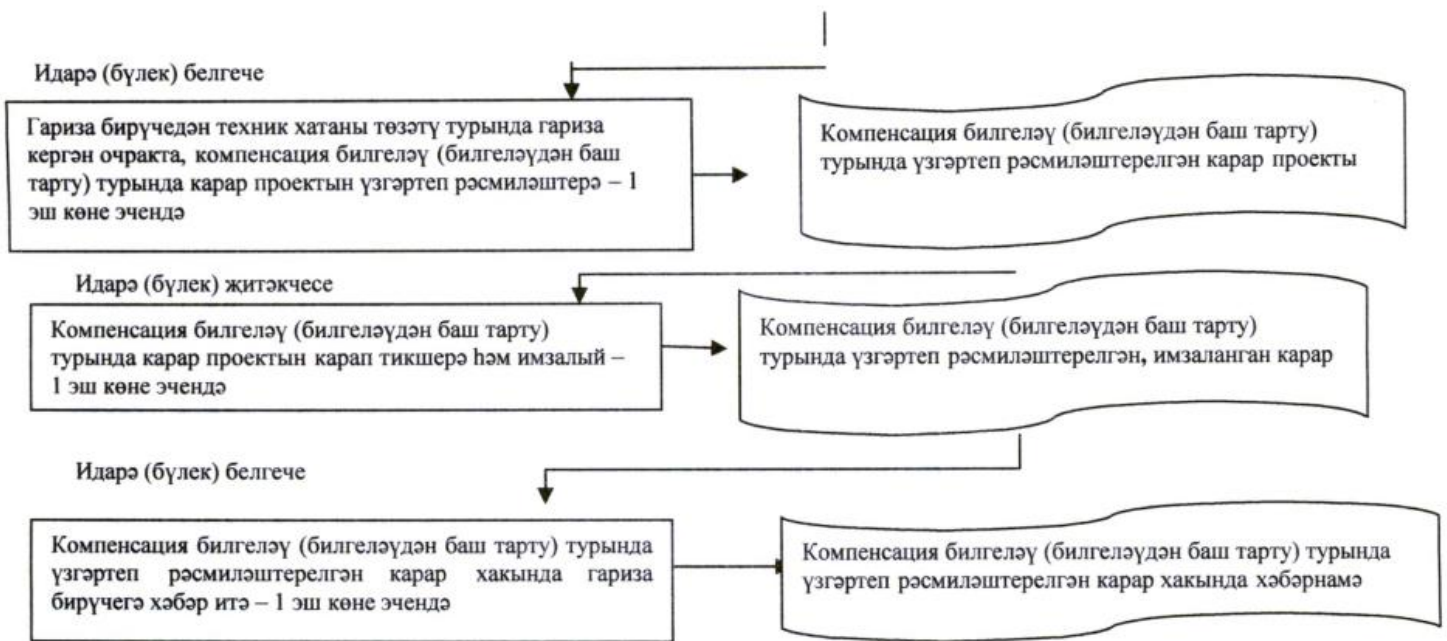 Идарә (бүлек) белгече
Гариза бирүчедән техник хатаны төзәтү турында гариза
кергән очракта, компенсация билгеләү (билгеләүдән баш
тарту) турында карар проектын үзгәртеп рәсмиләштерә – 1
эш көне эчендә
Компенсация билгеләү (билгеләүдән баш тарту)
турында үзгәртеп рәсмиләштерелгән карар проекты
Идарә (бүлек) җитәкчесе
Компенсация билгеләү (билгеләүдән баш тарту)
турында карар проектын карап тикшерә һәм имзалый –
1 эш көне эчендә
Компенсация билгеләү (билгеләүдән баш тарту)
турында үзгәртеп рәсмиләштерелгән, имзаланган карар
Идарә (бүлек) белгече
Компенсация билгеләү (билгеләүдән баш тарту) турында
үзгәртеп рәсмиләштерелгән карар хакында гариза
бирүчегә хәбәр итә – 1 эш көне эчендә
Компенсация билгеләү (билгеләүдән баш тарту) турында
үзгәртеп рәсмиләштерелгән карар хакында хәбәрнамә